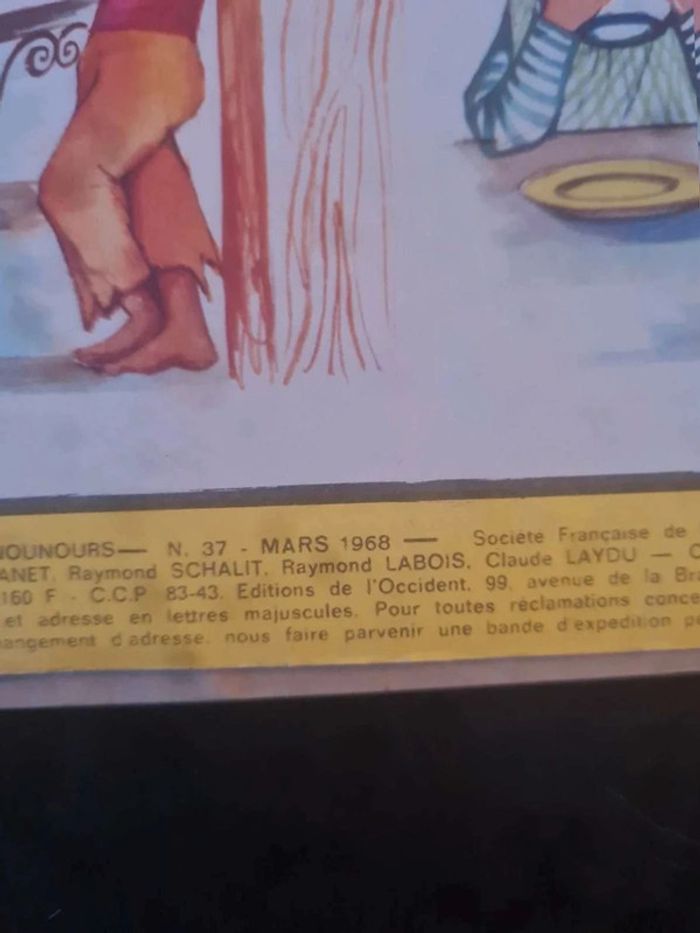 NOUNOURS — N. 37 - MARS 1968 — Société Française de
ANET, Raymond SCHALIT, Raymond LABOIS, Claude LAYDU —
160 F - C.C.P. 83-43, Editions de l'Occident, 99, avenue de la Bra
et adresse en lettres majuscules. Pour toutes réclamations conce
angement d'adresse, nous faire parvenir une bande d'expedition